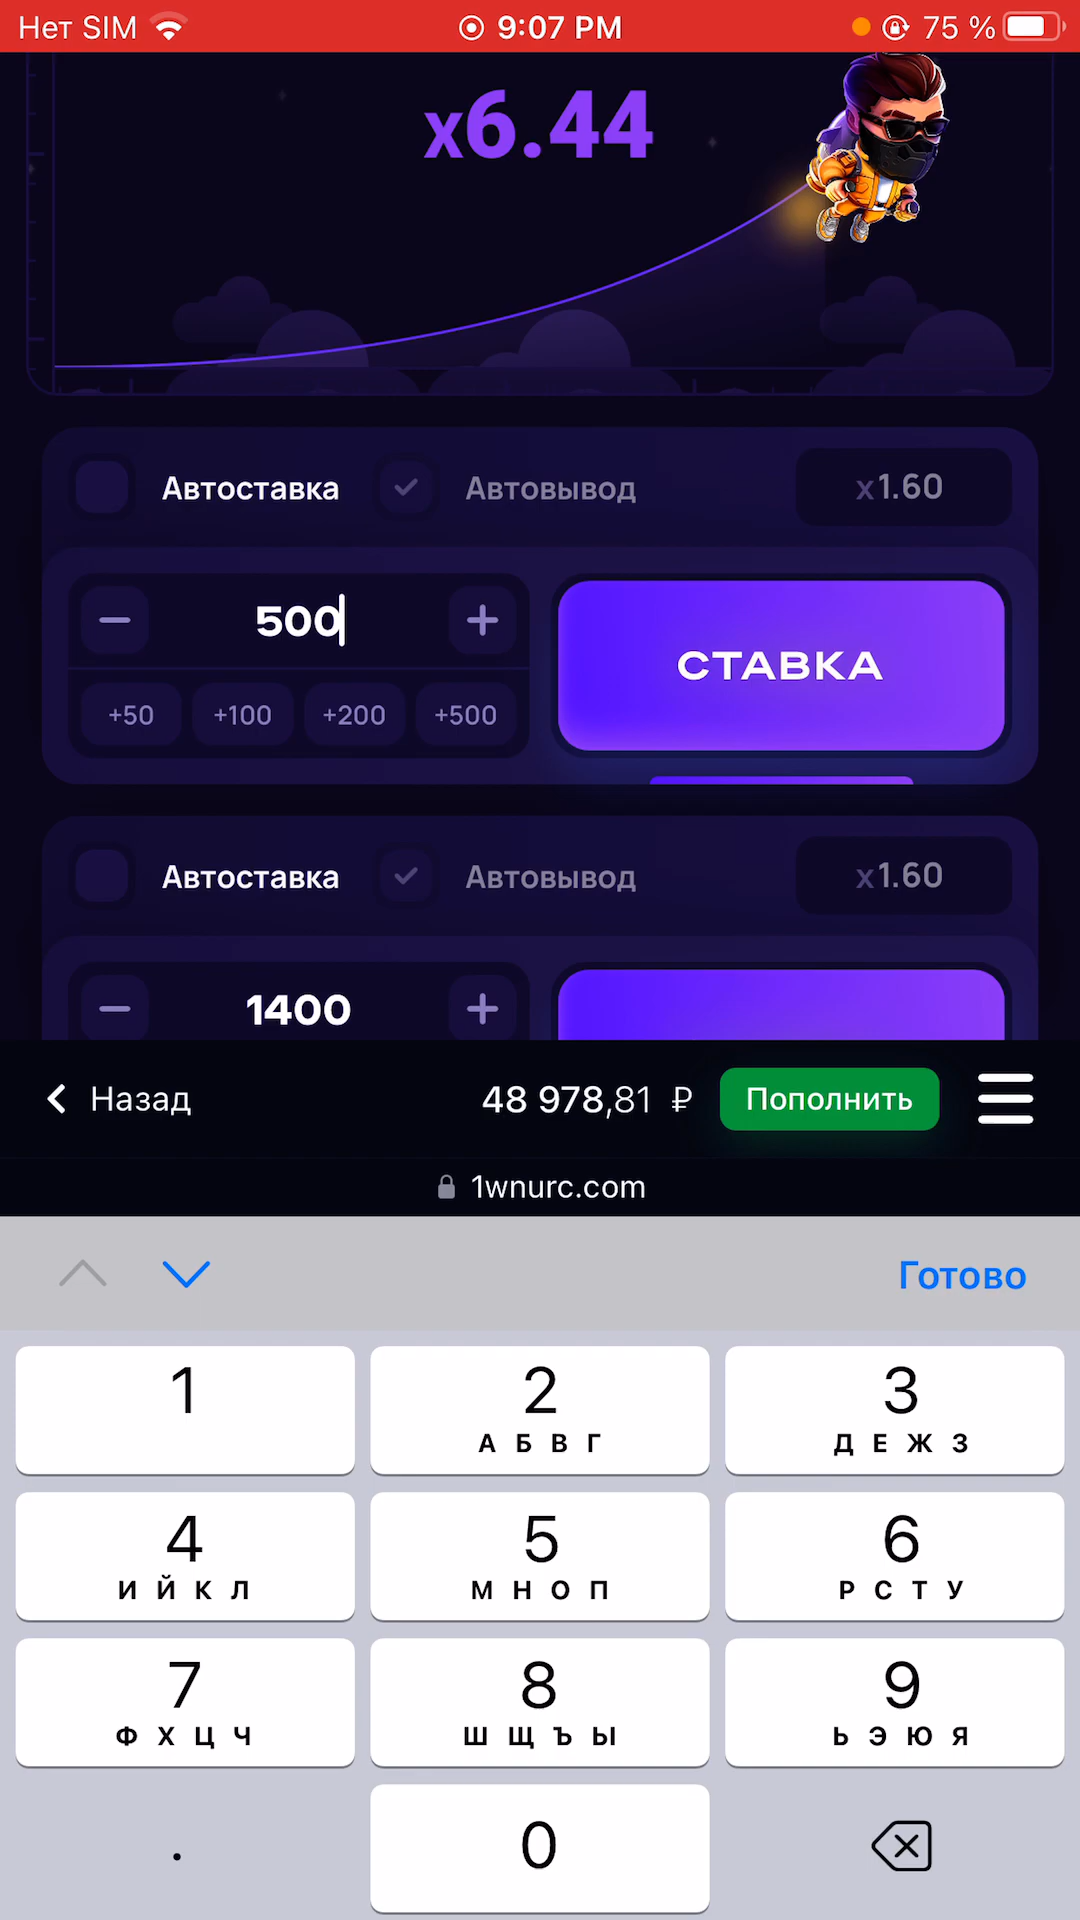 Нет SIM 9:07 PM 75 %
x6.44
Автоставка Автовывод x1.60
500
СТАВКА
+50 +100 +200 +500
Автоставка Автовывод x1.60
1400
Назад 48 978,81 ₽ Пополнить
1wnurc.com
Готово
1 2 3
А Б В Г Д Е Ж З
4 5 6
И Й К Л М Н О П Р С Т У
7 8 9
Ф Х Ц Ч Ш Щ Ъ Ы Ь Э Ю Я
. 0